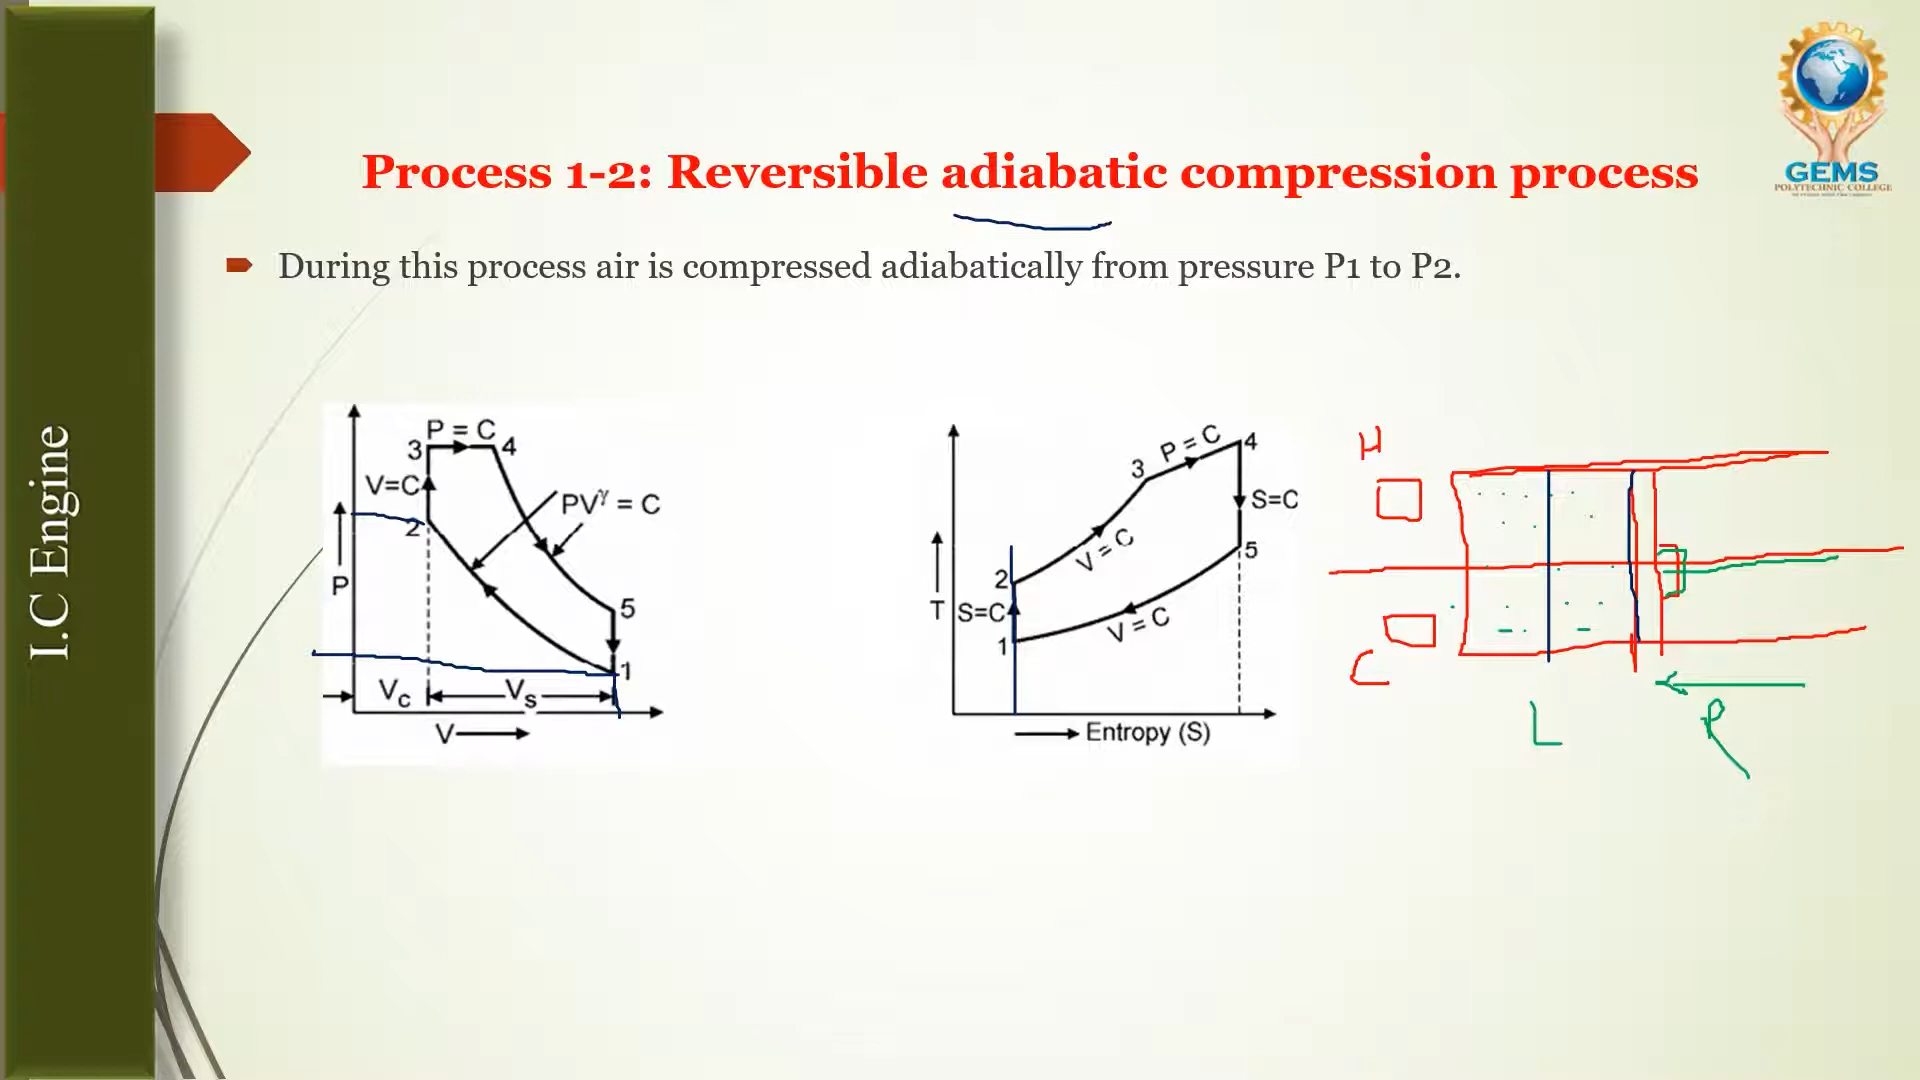 Process 1-2: Reversible adiabatic compression process
GEMS
POLYTECHNIC COLLEGE
During this process air is compressed adiabatically from pressure P1 to P2.
I.C Engine
P = C
3
4
V=C
PVᵞ = C
2
P
5
1
Vc
Vs
V
4
P = C
3
S=C
V = C
5
2
T
S=C
V = C
1
Entropy (S)
H
C
L
R